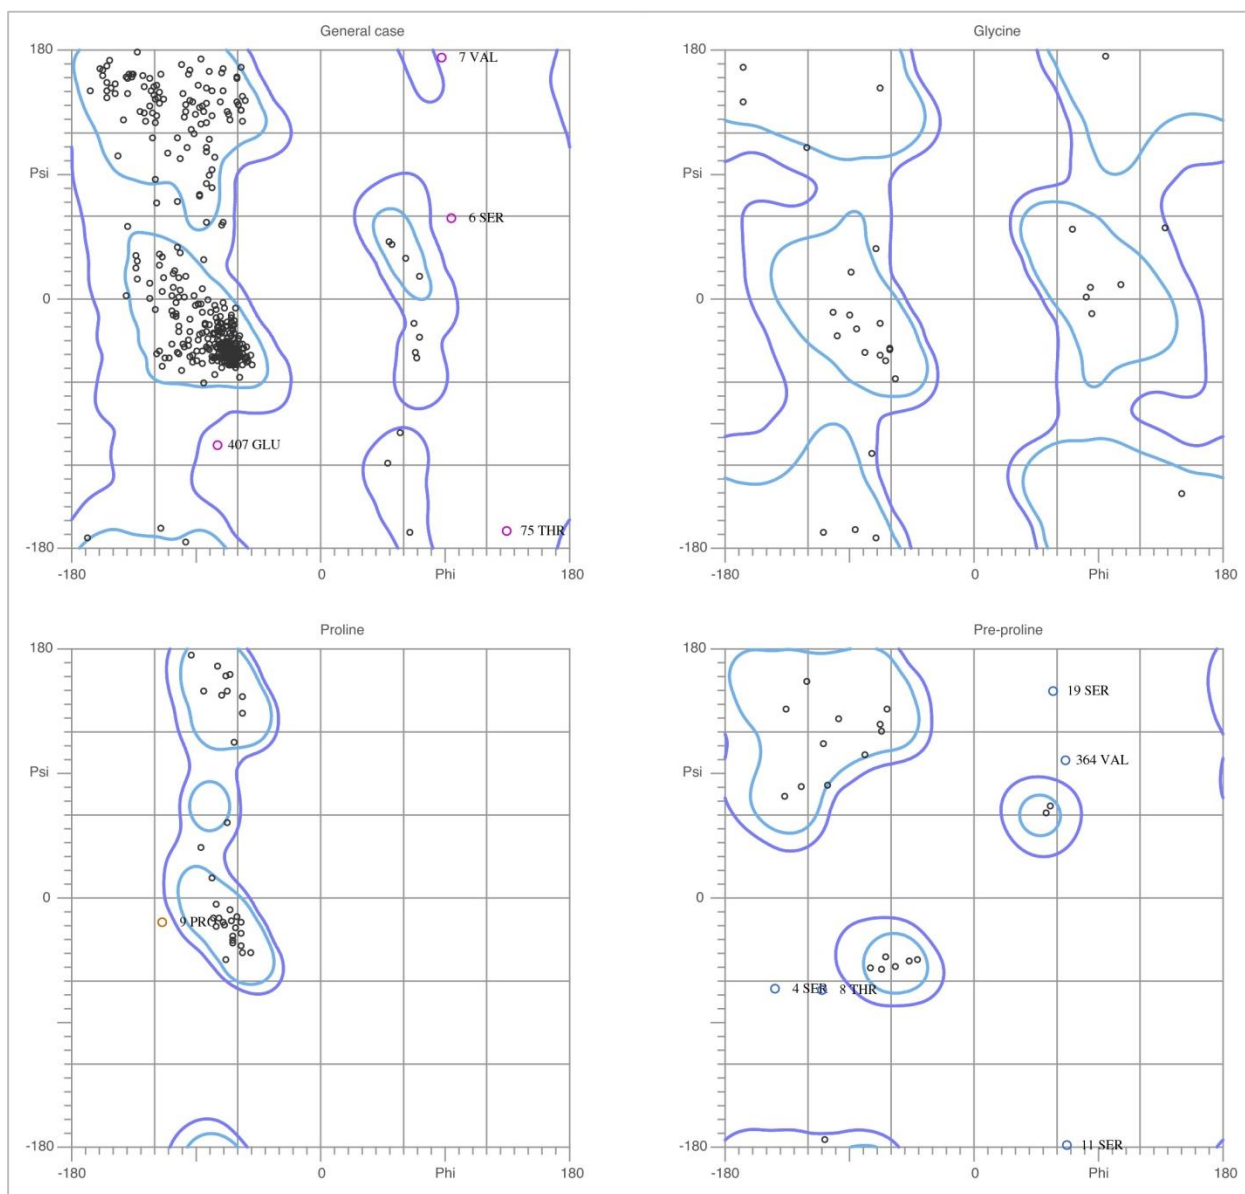 General case
Glycine
180
7 VAL
180
Psi
6 SER
Psi
0
0
407 GLU
75 THR
-180
-180
-180
0
Phi
180
-180
0
Phi
180
Proline
Pre-proline
180
180
19 SER
364 VAL
Psi
Psi
0
0
9 PRO
4 SER
8 THR
11 SER
-180
-180
-180
0
Phi
180
-180
0
Phi
180